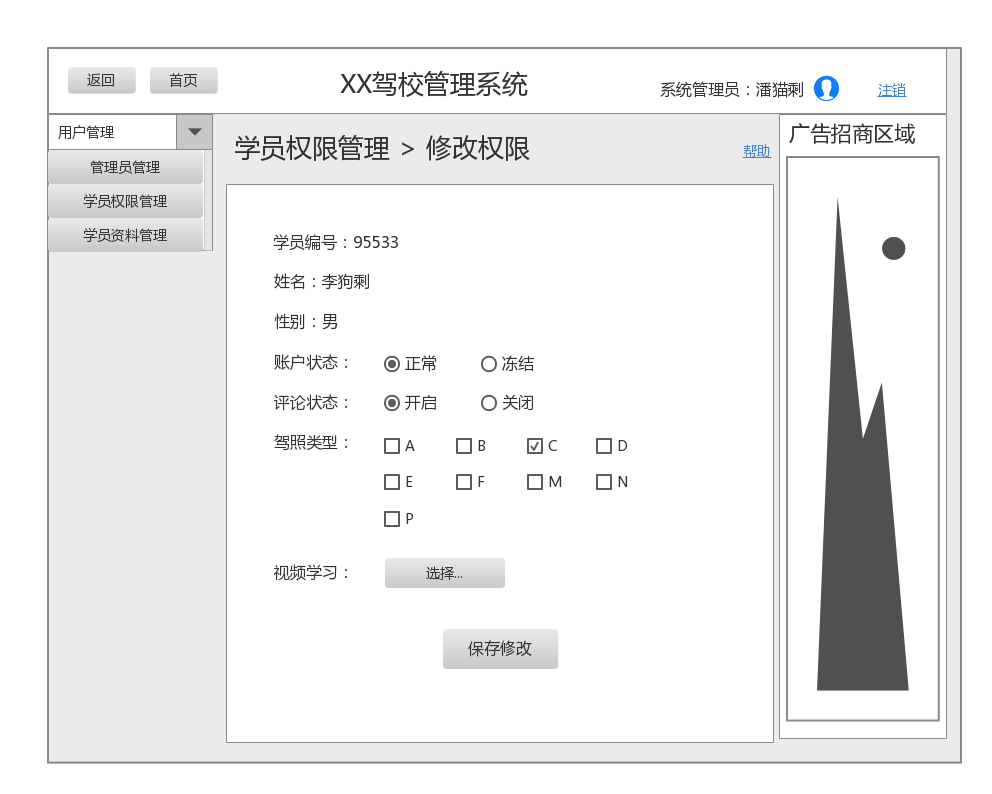 返回
首页
XX驾校管理系统
系统管理员：潘猫剩
注销
用户管理
管理员管理
学员权限管理
学员资料管理
学员权限管理 > 修改权限
帮助
学员编号：95533
姓名：李狗剩
性别：男
账户状态： 正常 冻结
评论状态： 开启 关闭
驾照类型： A B C D
E F M N
P
视频学习： 选择...
保存修改
广告招商区域